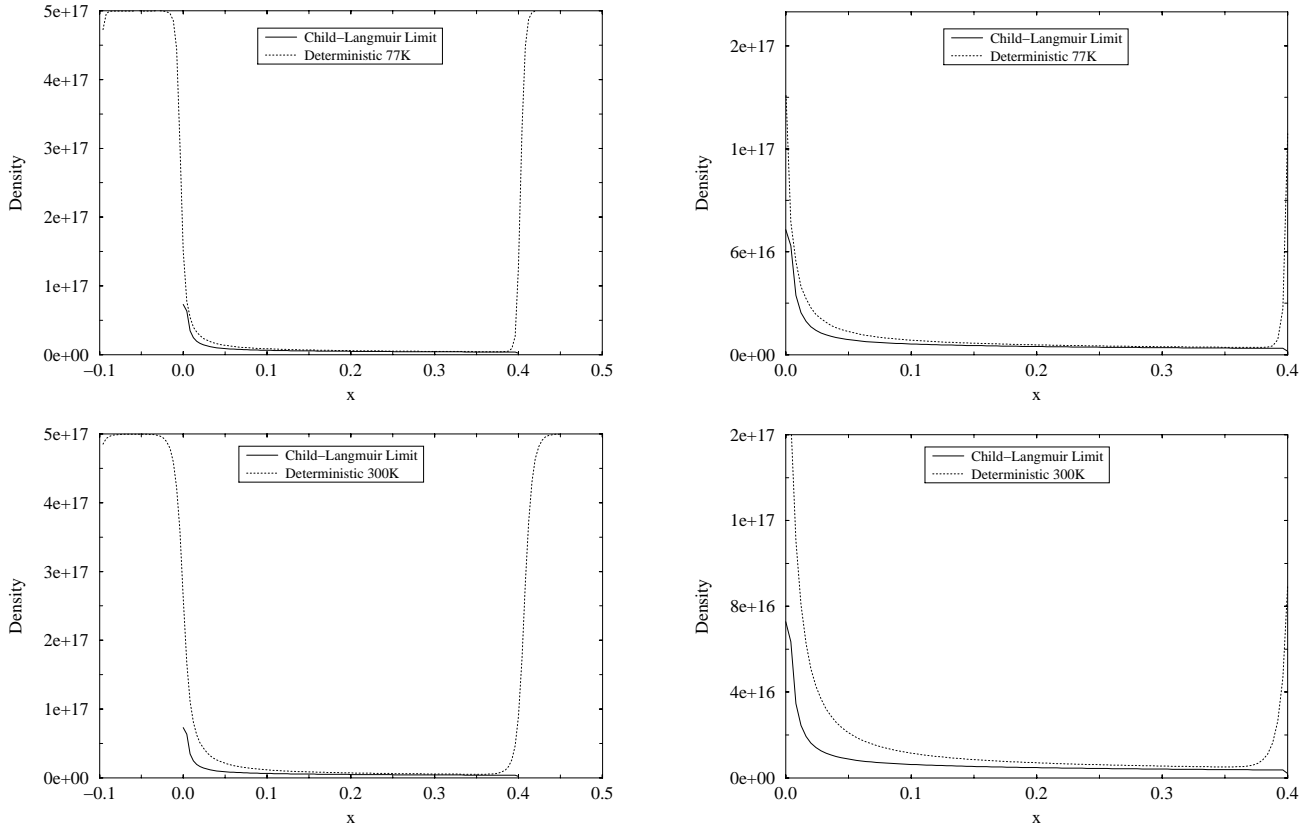 5e+17
4e+17
3e+17
2e+17
1e+17
0e+00
Density
Child−Langmuir Limit
Deterministic 77K
−0.1
0.0
0.1
0.2
0.3
0.4
0.5
x
2e+17
1e+17
6e+16
0e+00
Density
Child−Langmuir Limit
Deterministic 77K
0.0
0.1
0.2
0.3
0.4
x
5e+17
4e+17
3e+17
2e+17
1e+17
0e+00
Density
Child−Langmuir Limit
Deterministic 300K
−0.1
0.0
0.1
0.2
0.3
0.4
0.5
x
2e+17
1e+17
8e+16
4e+16
0e+00
Density
Child−Langmuir Limit
Deterministic 300K
0.0
0.1
0.2
0.3
0.4
x